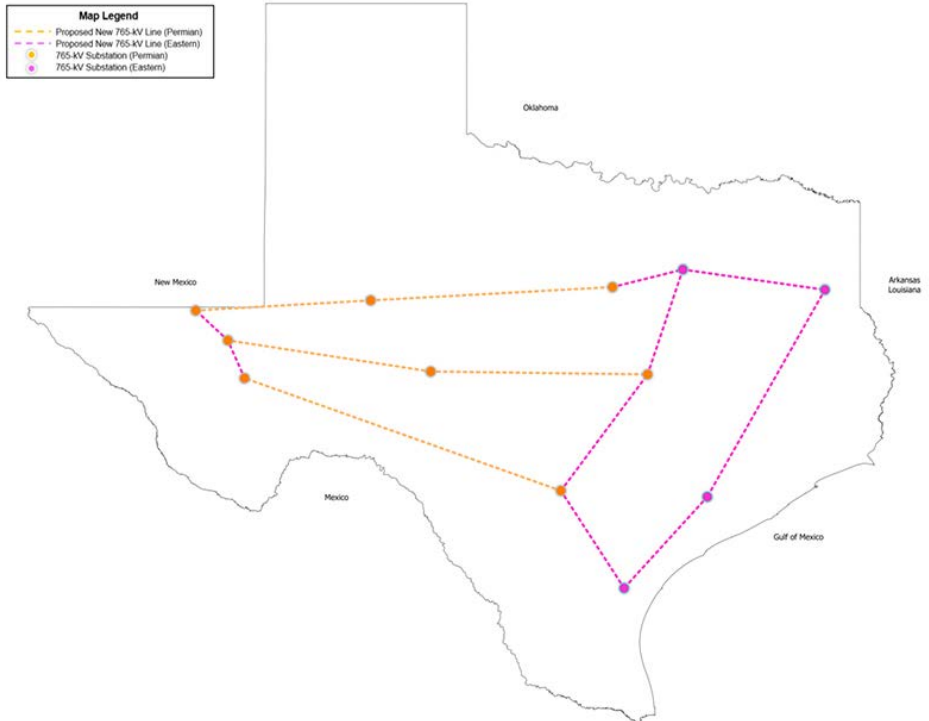 Map Legend
Proposed New 765-kV Line (Permian)
Proposed New 765-kV Line (Eastern)
765-kV Substation (Permian)
765-kV Substation (Eastern)
Oklahoma
New Mexico
Arkansas
Louisiana
Mexico
Gulf of Mexico